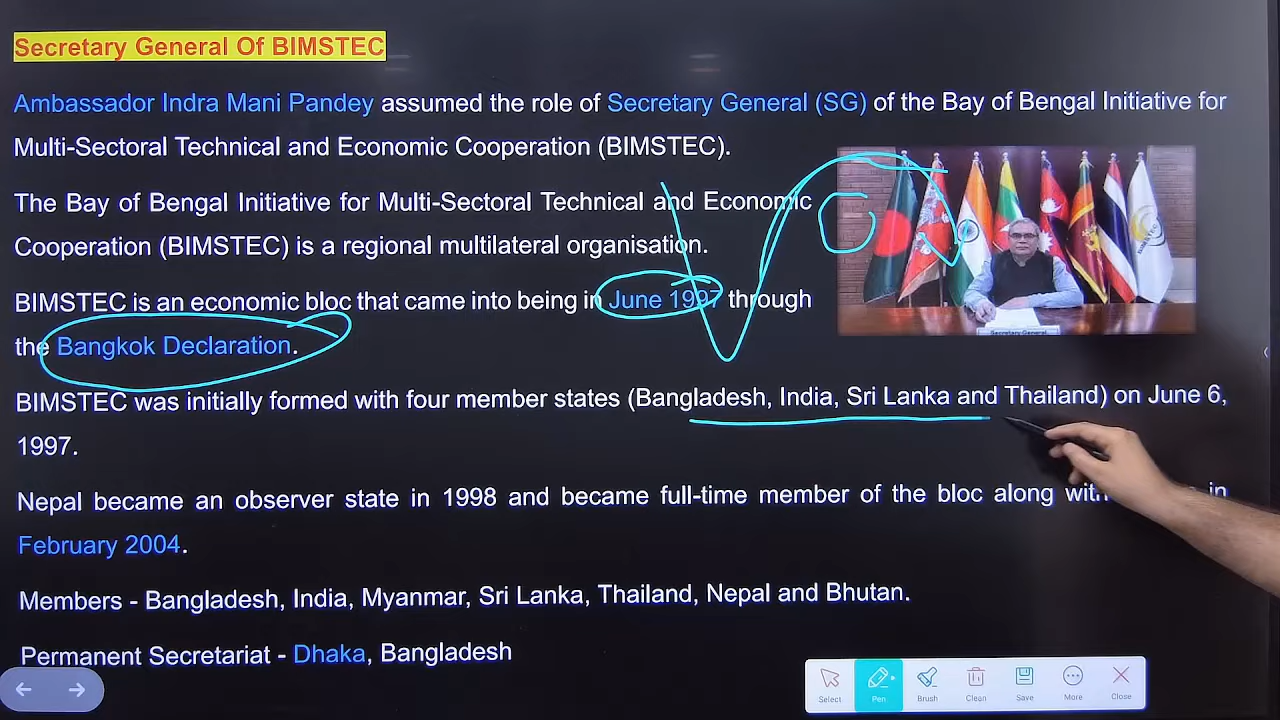 Secretary General Of BIMSTEC
Ambassador Indra Mani Pandey assumed the role of Secretary General (SG) of the Bay of Bengal Initiative for
Multi-Sectoral Technical and Economic Cooperation (BIMSTEC).
The Bay of Bengal Initiative for Multi-Sectoral Technical and Economic
Cooperation (BIMSTEC) is a regional multilateral organisation.
BIMSTEC is an economic bloc that came into being in June 1997 through
the Bangkok Declaration.
Secretary General
BIMSTEC was initially formed with four member states (Bangladesh, India, Sri Lanka and Thailand) on June 6,
1997.
Nepal became an observer state in 1998 and became full-time member of the bloc along with in
February 2004.
Members - Bangladesh, India, Myanmar, Sri Lanka, Thailand, Nepal and Bhutan.
Permanent Secretariat - Dhaka, Bangladesh
Select Pen Brush Clean Save More Close